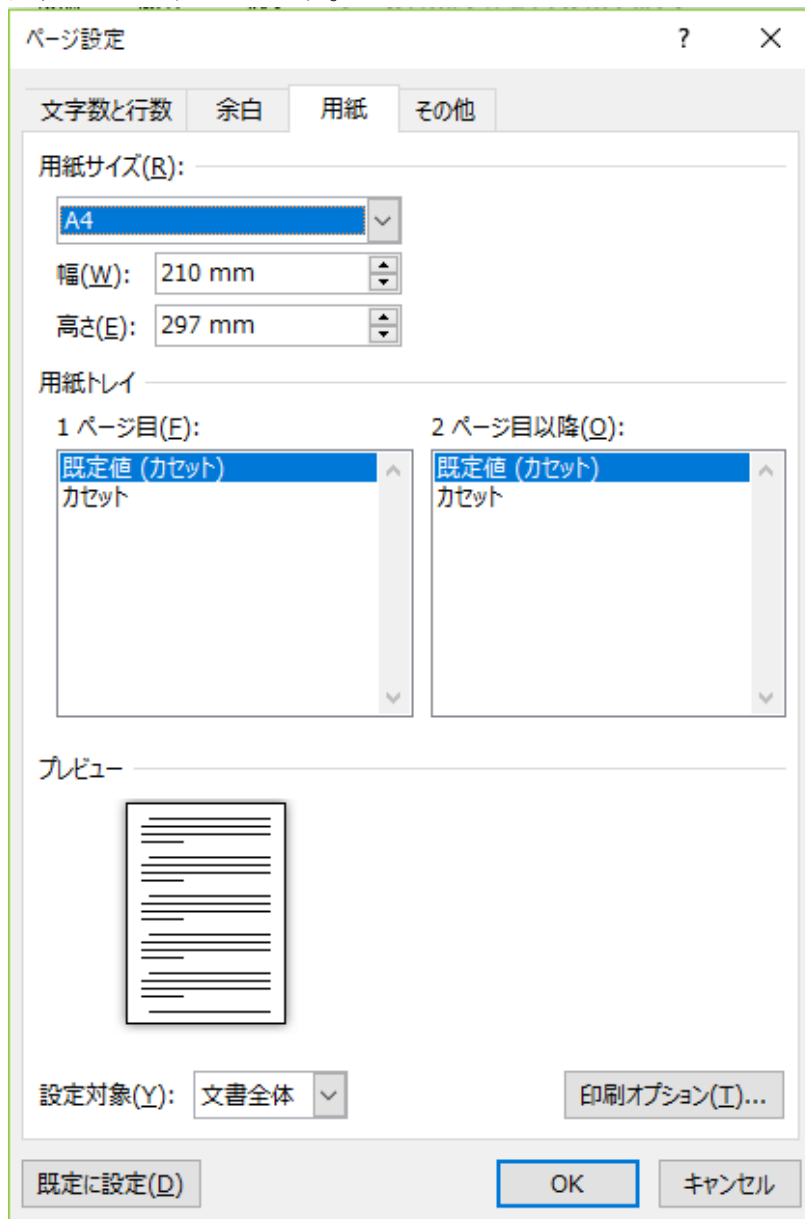 ページ設定 ?
文字数と行数 余白 用紙 その他
用紙サイズ(R):
A4
幅(W): 210 mm
高さ(E): 297 mm
用紙トレイ
1 ページ目(F): 2 ページ目以降(O):
既定値 (カセット) 既定値 (カセット)
カセット カセット
プレビュー
設定対象(Y): 文書全体 印刷オプション(T)...
既定に設定(D) OK キャンセル